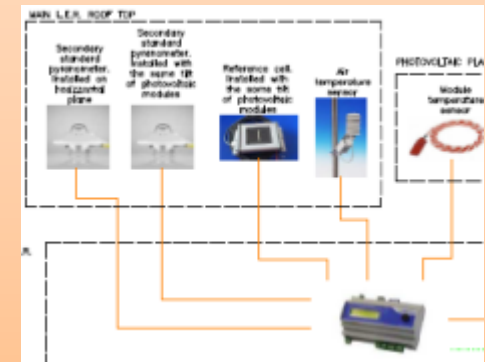 MAIN L.E.R. ROOF TOP
Secondary
standard
pyranometer.
Installed on
horizontal
plane
Secondary
standard
pyranometer.
Installed with
the same tilt
of photovoltaic
modules
Reference cell.
Installed with
the same tilt
of photovoltaic
modules
Air
temperature
sensor
PHOTOVOLTAIC PLA
Module
temperature
sensor
R.